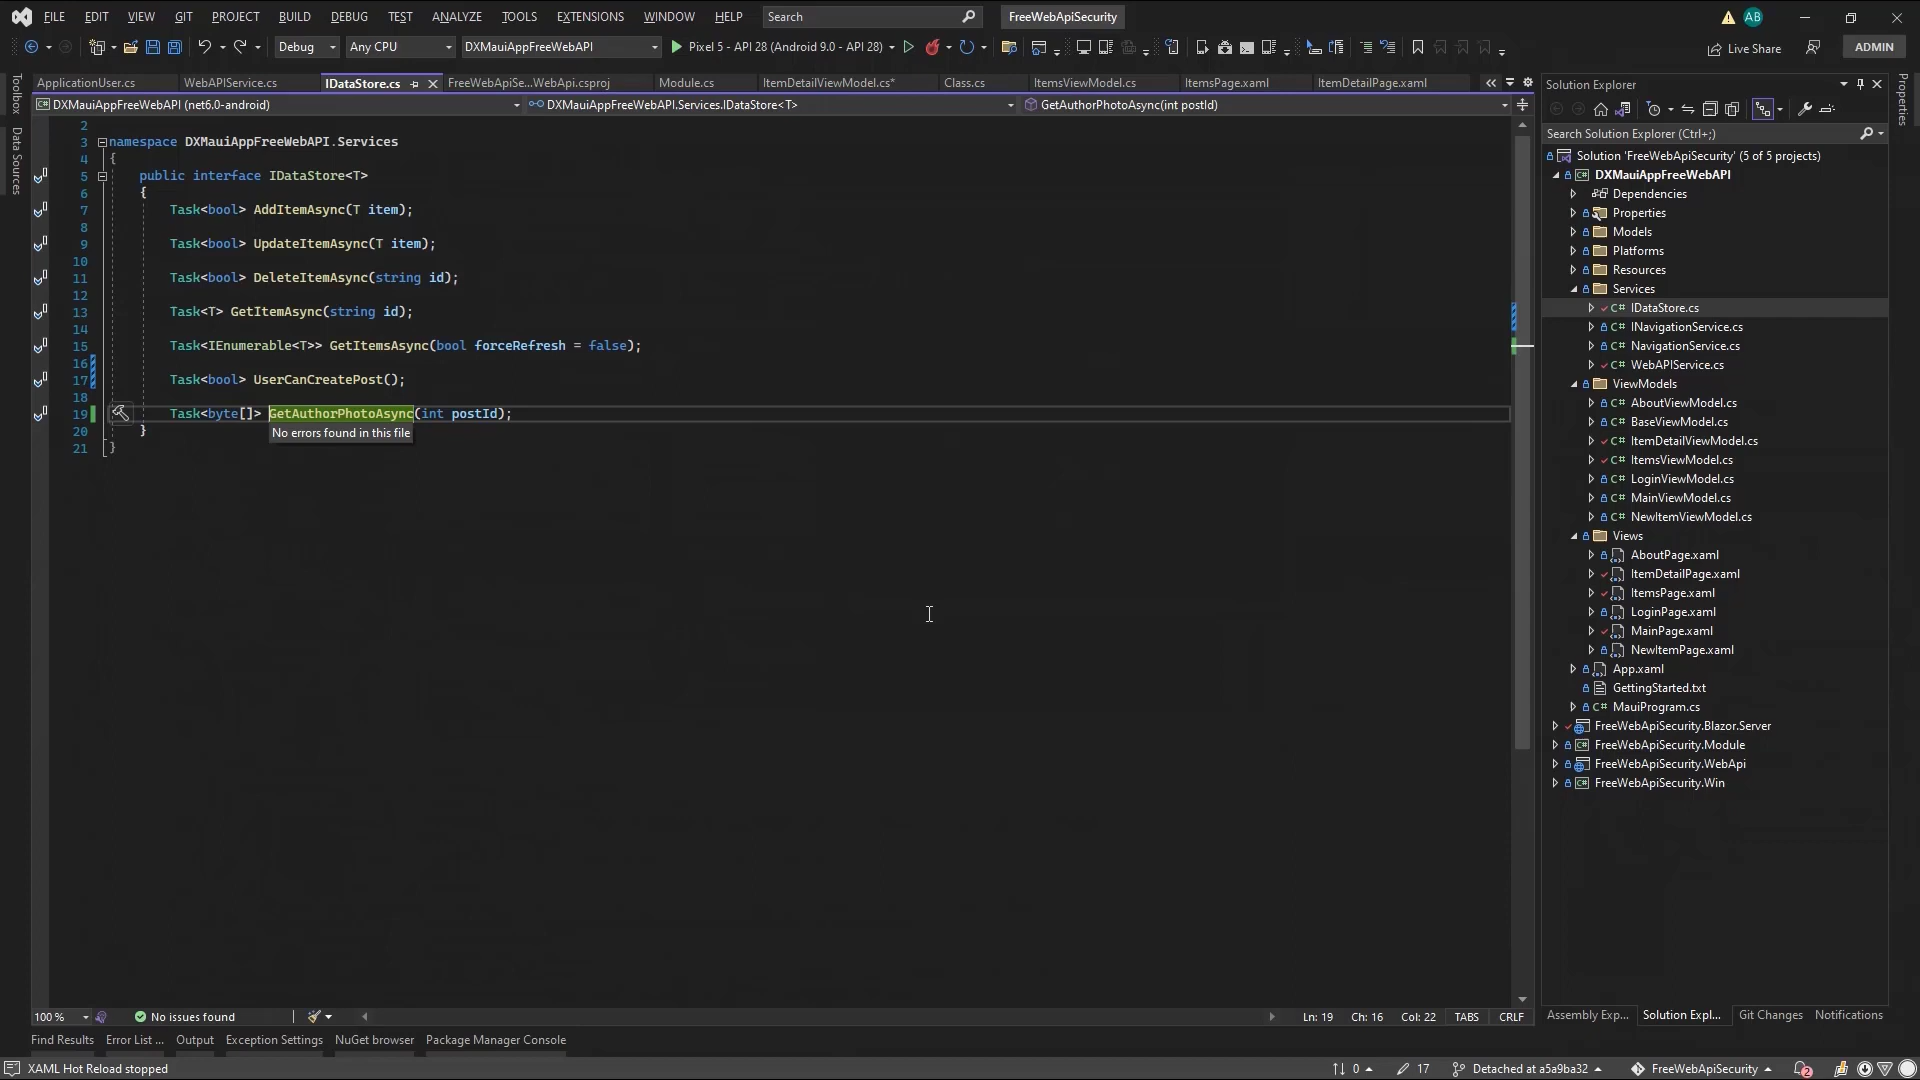 FILE EDIT VIEW GIT PROJECT BUILD DEBUG TEST ANALYZE TOOLS EXTENSIONS WINDOW HELP Search FreeWebApiSecurity AB
Debug Any CPU DXMauiAppFreeWebAPI Pixel 5 - API 28 (Android 9.0 - API 28) Live Share ADMIN
ApplicationUser.cs WebAPIService.cs IDataStore.cs FreeWebApiSe...WebApi.csproj Module.cs ItemDetailViewModel.cs* Class.cs ItemsViewModel.cs ItemsPage.xaml ItemDetailPage.xaml
DXMauiAppFreeWebAPI (net6.0-android) DXMauiAppFreeWebAPI.Services.IDataStore<T> GetAuthorPhotoAsync(int postId)
Toolbox
Data Sources
2
3 namespace DXMauiAppFreeWebAPI.Services
4 {
5 public interface IDataStore<T>
6 {
7 Task<bool> AddItemAsync(T item);
8
9 Task<bool> UpdateItemAsync(T item);
10
11 Task<bool> DeleteItemAsync(string id);
12
13 Task<T> GetItemAsync(string id);
14
15 Task<IEnumerable<T>> GetItemsAsync(bool forceRefresh = false);
16
17 Task<bool> UserCanCreatePost();
18
19 Task<byte[]> GetAuthorPhotoAsync(int postId);
No errors found in this file
20 }
21 }
100 % No issues found Ln: 19 Ch: 16 Col: 22 TABS CRLF
Solution Explorer
Search Solution Explorer (Ctrl+;)
Solution 'FreeWebApiSecurity' (5 of 5 projects)
DXMauiAppFreeWebAPI
Dependencies
Properties
Models
Platforms
Resources
Services
C# IDataStore.cs
C# INavigationService.cs
C# NavigationService.cs
C# WebAPIService.cs
ViewModels
C# AboutViewModel.cs
C# BaseViewModel.cs
C# ItemDetailViewModel.cs
C# ItemsViewModel.cs
C# LoginViewModel.cs
C# MainViewModel.cs
C# NewItemViewModel.cs
Views
AboutPage.xaml
ItemDetailPage.xaml
ItemsPage.xaml
LoginPage.xaml
MainPage.xaml
NewItemPage.xaml
App.xaml
GettingStarted.txt
C# MauiProgram.cs
FreeWebApiSecurity.Blazor.Server
FreeWebApiSecurity.Module
FreeWebApiSecurity.WebApi
FreeWebApiSecurity.Win
Assembly Exp... Solution Expl... Git Changes Notifications
Properties
Find Results Error List ... Output Exception Settings NuGet browser Package Manager Console
XAML Hot Reload stopped 0 17 Detached at a5a9ba32 FreeWebApiSecurity 2